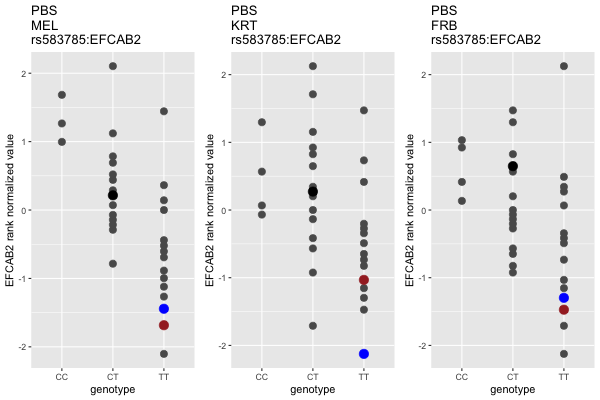 PBS
MEL
rs583785:EFCAB2
EFCAB2 rank normalized value
2
1
0
-1
-2
CC CT TT
genotype
PBS
KRT
rs583785:EFCAB2
EFCAB2 rank normalized value
2
1
0
-1
-2
CC CT TT
genotype
PBS
FRB
rs583785:EFCAB2
EFCAB2 rank normalized value
2
1
0
-1
-2
CC CT TT
genotype